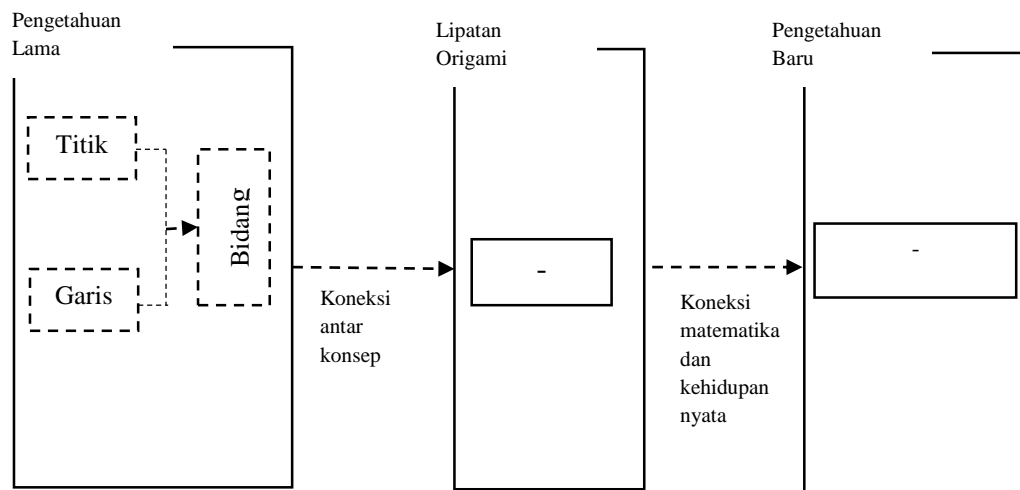 Pengetahuan
Lama
Titik
Garis
Bidang
Koneksi
antar
konsep
Lipatan
Origami
-
Koneksi
matematika
dan
kehidupan
nyata
Pengetahuan
Baru
-